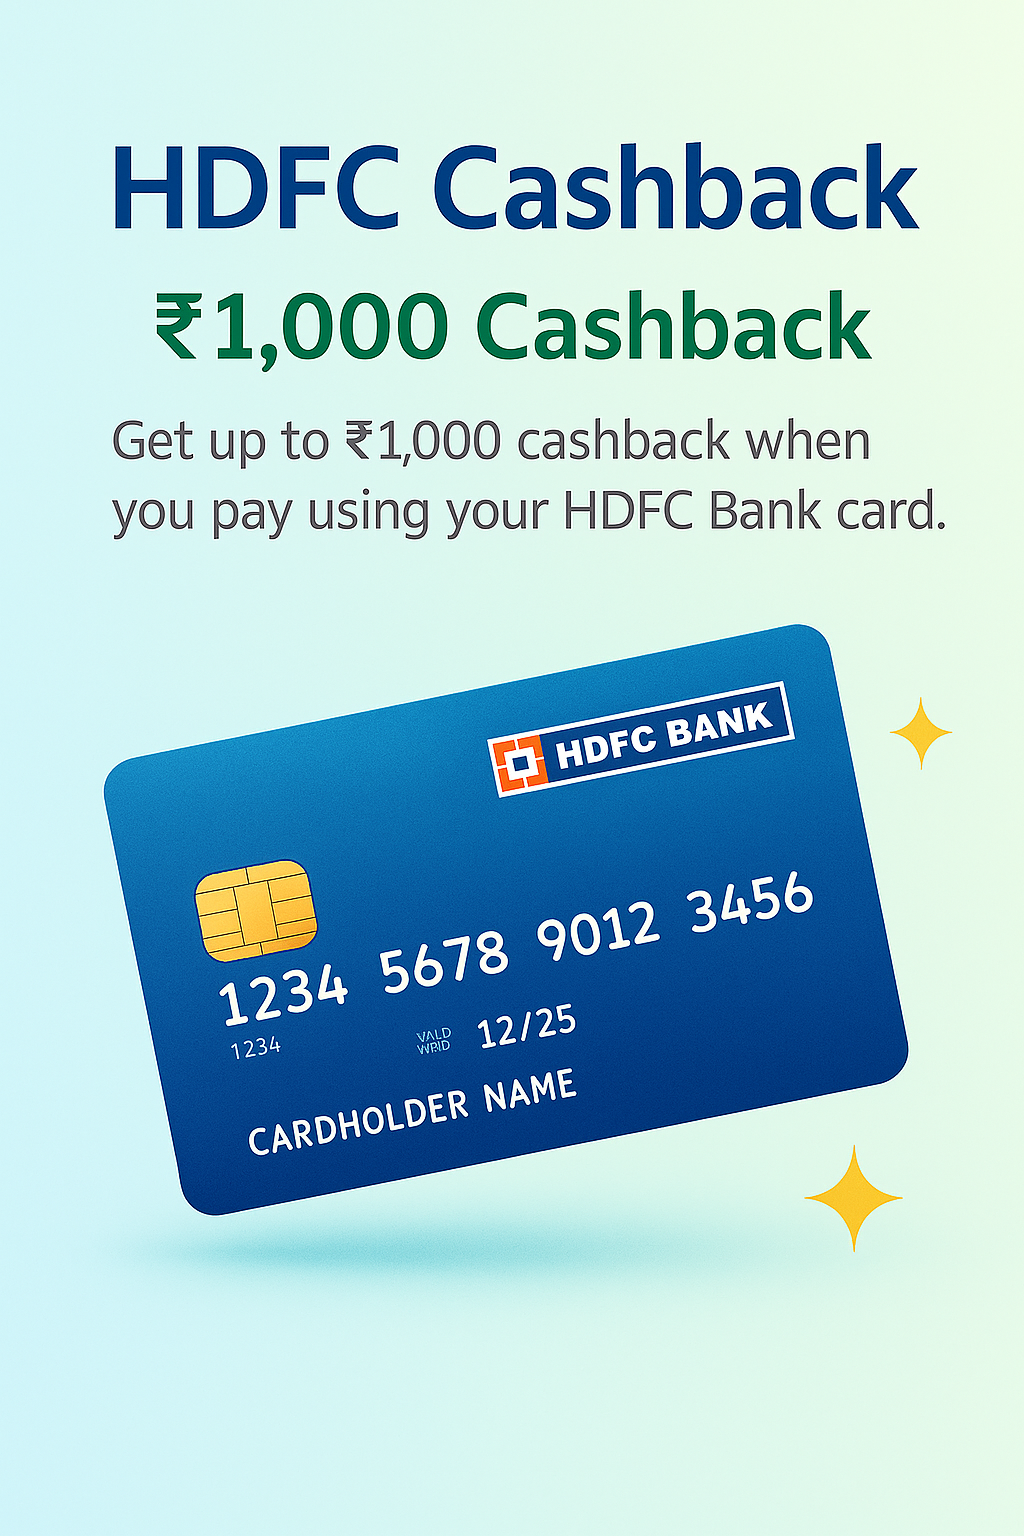 HDFC Cashback
₹1,000 Cashback
Get up to ₹1,000 cashback when
you pay using your HDFC Bank card.
HDFC BANK
1234 5678 9012 3456
1234
12/25
CARDHOLDER NAME